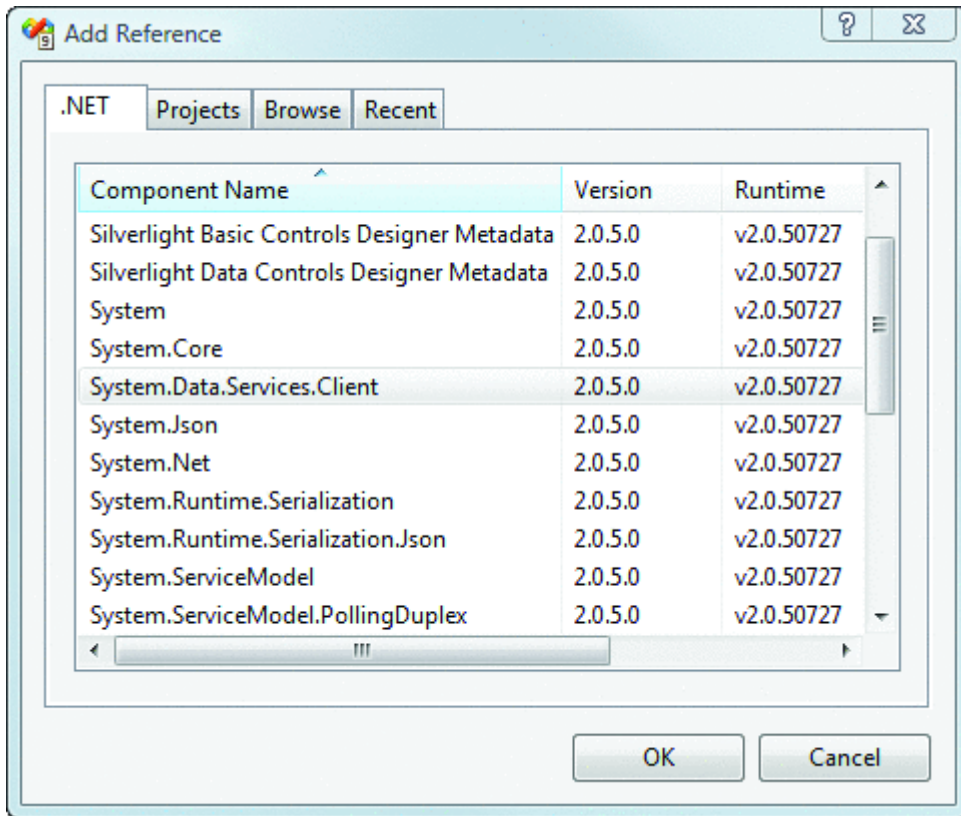 Add Reference
.NET Projects Browse Recent
Component Name Version Runtime
Silverlight Basic Controls Designer Metadata 2.0.5.0 v2.0.50727
Silverlight Data Controls Designer Metadata 2.0.5.0 v2.0.50727
System 2.0.5.0 v2.0.50727
System.Core 2.0.5.0 v2.0.50727
System.Data.Services.Client 2.0.5.0 v2.0.50727
System.Json 2.0.5.0 v2.0.50727
System.Net 2.0.5.0 v2.0.50727
System.Runtime.Serialization 2.0.5.0 v2.0.50727
System.Runtime.Serialization.Json 2.0.5.0 v2.0.50727
System.ServiceModel 2.0.5.0 v2.0.50727
System.ServiceModel.PollingDuplex 2.0.5.0 v2.0.50727
OK Cancel